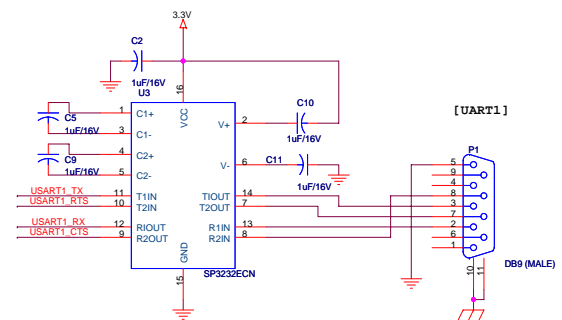 3.3V
C2
1uF/16V
U3
16
VCC
C5
1uF/16V
1 C1+
3 C1-
C9
1uF/16V
4 C2+
5 C2-
V+ 2
C10
1uF/16V
V- 6
C11
1uF/16V
USART1_TX 11 T1IN
USART1_RTS 10 T2IN
USART1_RX 12 RIOUT
USART1_CTS 9 R2OUT
TIOUT 14
T2OUT 7
R1IN 13
R2IN 8
GND
15
SP3232ECN
[UART1]
P1
5
9
4
8
3
7
2
6
1
10
11
DB9 (MALE)